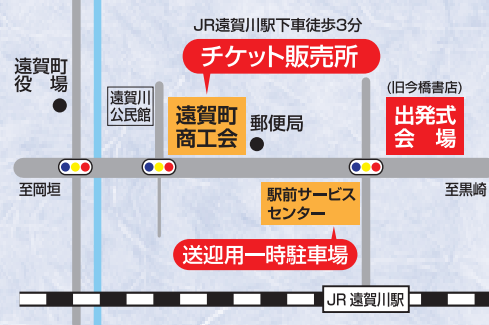 JR遠賀川駅下車徒歩3分
チケット販売所
遠賀町
役場
遠賀川
公民館
遠賀町
商工会
郵便局
(旧今橋書店)
出発式
会場
至岡垣
至黒崎
駅前サービス
センター
送迎用一時駐車場
JR 遠賀川駅